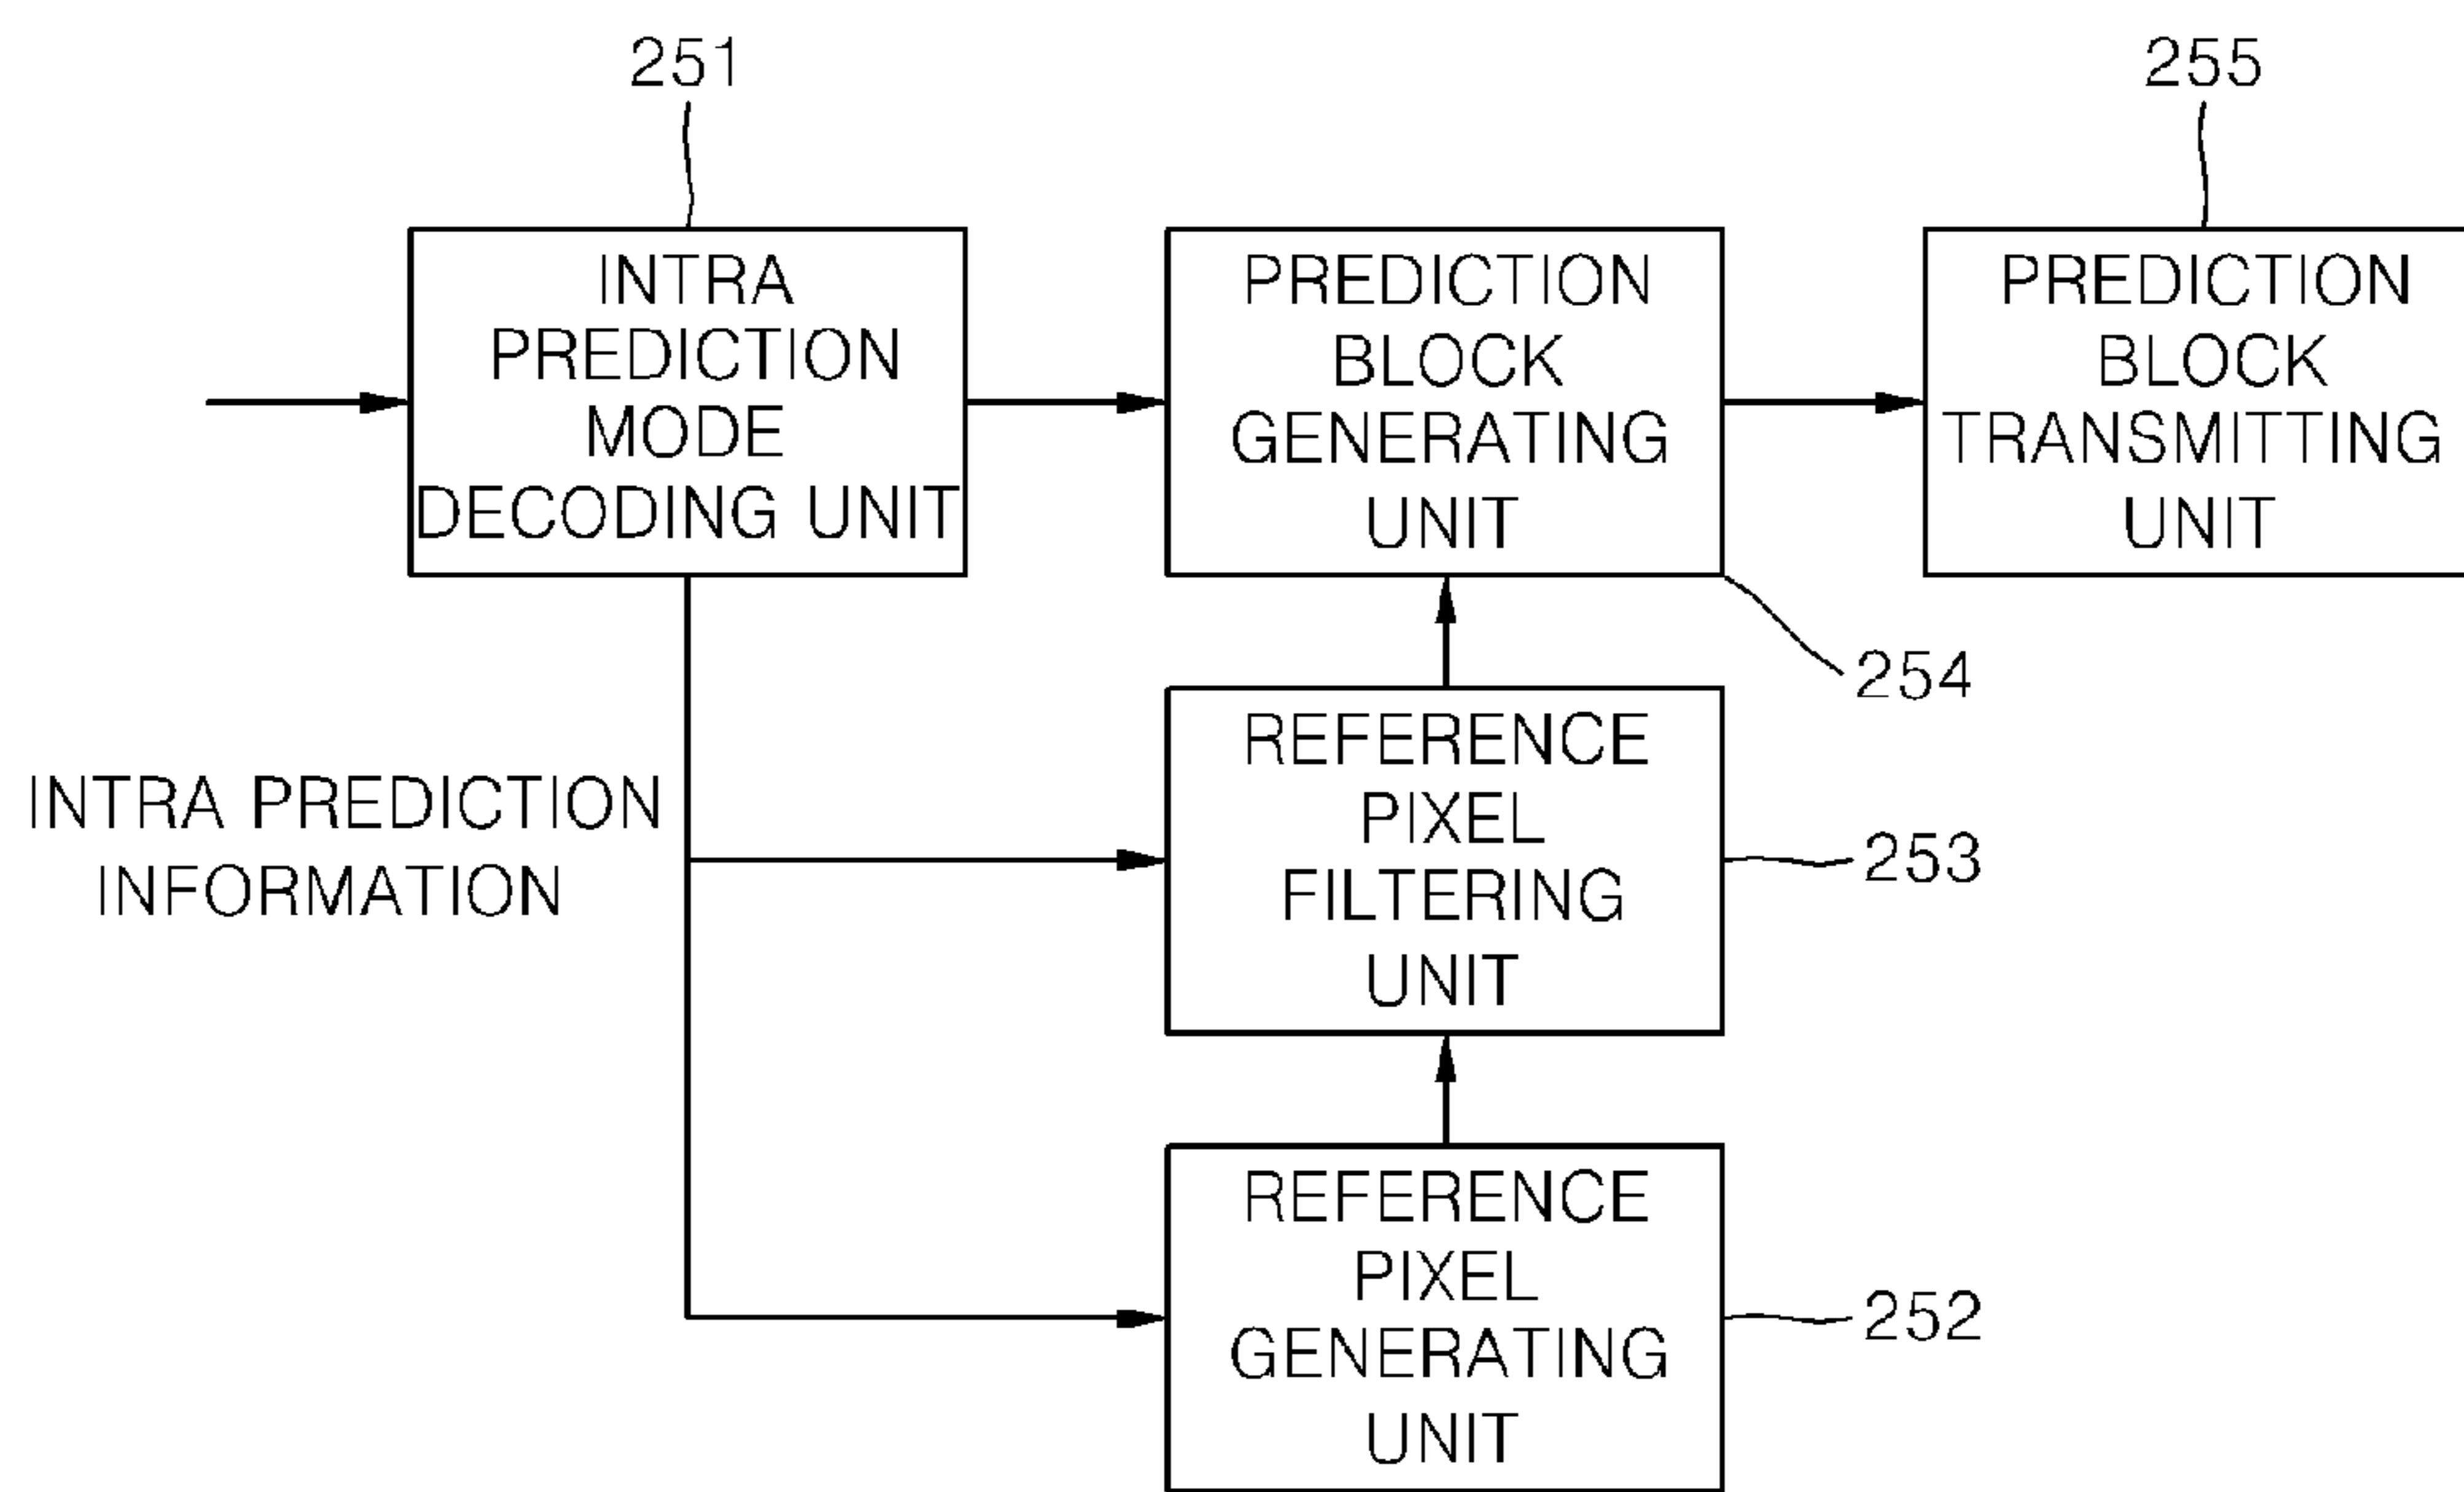 251
255
INTRA
PREDICTION
MODE
DECODING UNIT
PREDICTION
BLOCK
GENERATING
UNIT
PREDICTION
BLOCK
TRANSMITTING
UNIT
254
INTRA PREDICTION
INFORMATION
REFERENCE
PIXEL
FILTERING
UNIT
253
REFERENCE
PIXEL
GENERATING
UNIT
252